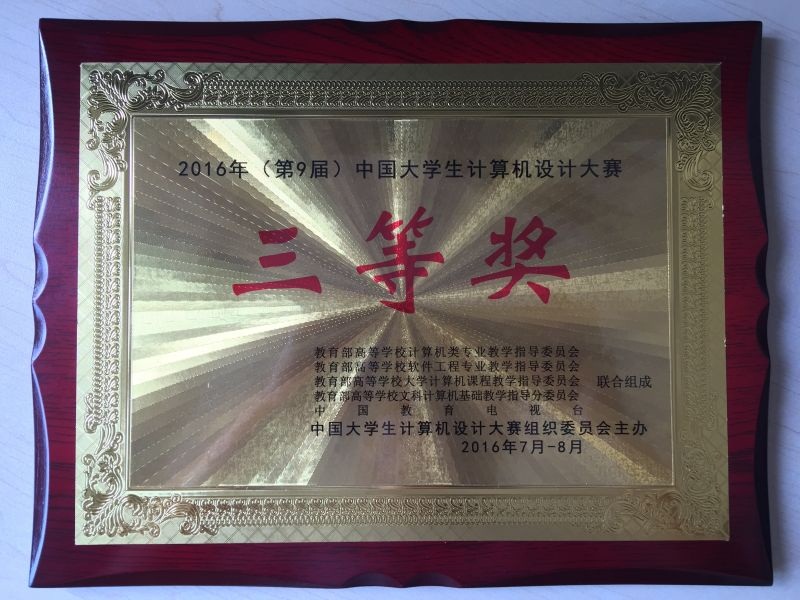 2016年（第9届）中国大学生计算机设计大赛
三等奖
教育部高等学校计算机类专业教学指导委员会
教育部高等学校软件工程专业教学指导委员会
教育部高等学校大学计算机课程教学指导委员会 联合组成
教育部高等学校文科计算机基础教学指导分委员会
中国教育电视台
中国大学生计算机设计大赛组织委员会主办
2016年7月-8月